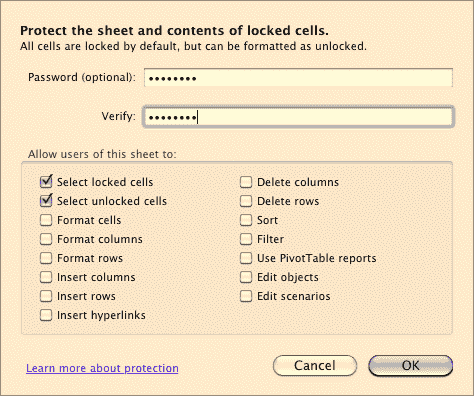 Protect the sheet and contents of locked cells.
All cells are locked by default, but can be formatted as unlocked.
Password (optional): ••••••••
Verify: ••••••••
Allow users of this sheet to:
Select locked cells
Select unlocked cells
Format cells
Format columns
Format rows
Insert columns
Insert rows
Insert hyperlinks
Delete columns
Delete rows
Sort
Filter
Use PivotTable reports
Edit objects
Edit scenarios
Learn more about protection
Cancel
OK